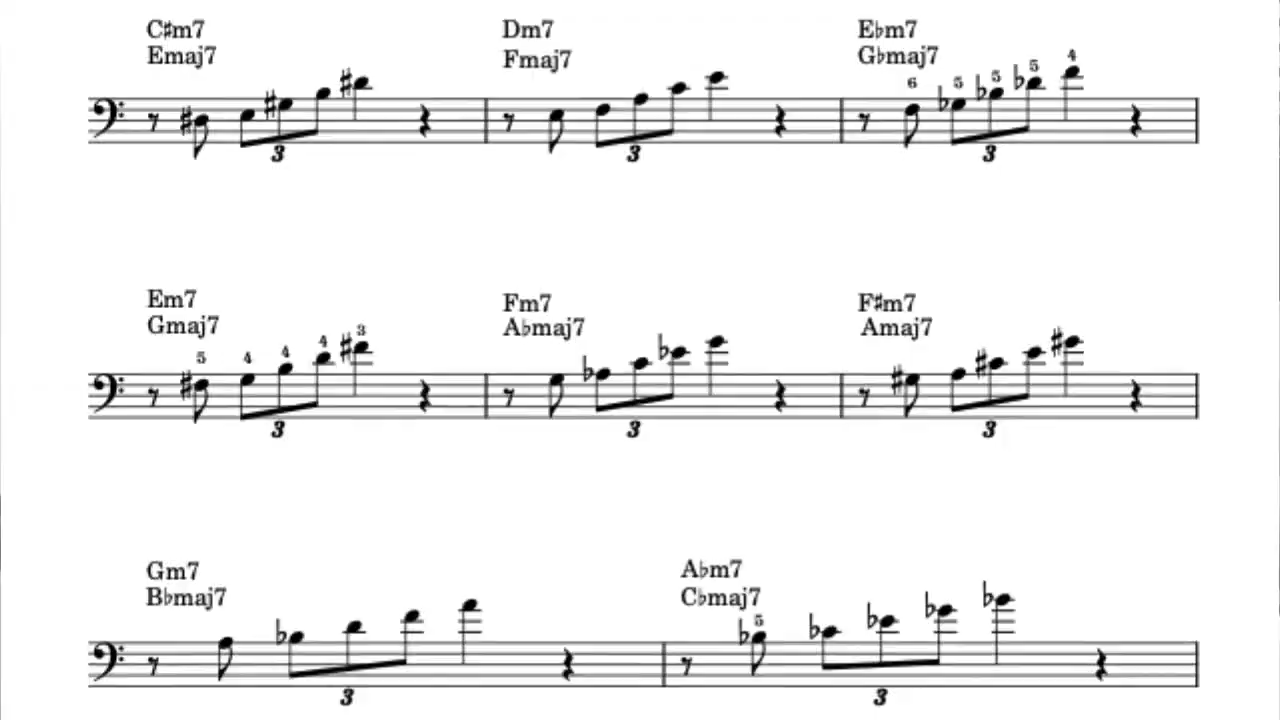 C♯m7 Dm7 E♭m7
Emaj7 Fmaj7 G♭maj7
6 5 5 5 4
3 3 3
Em7 Fm7 F♯m7
Gmaj7 A♭maj7 Amaj7
5 4 4 4 3
3 3 3
Gm7 A♭m7
B♭maj7 C♭maj7
5
3 3